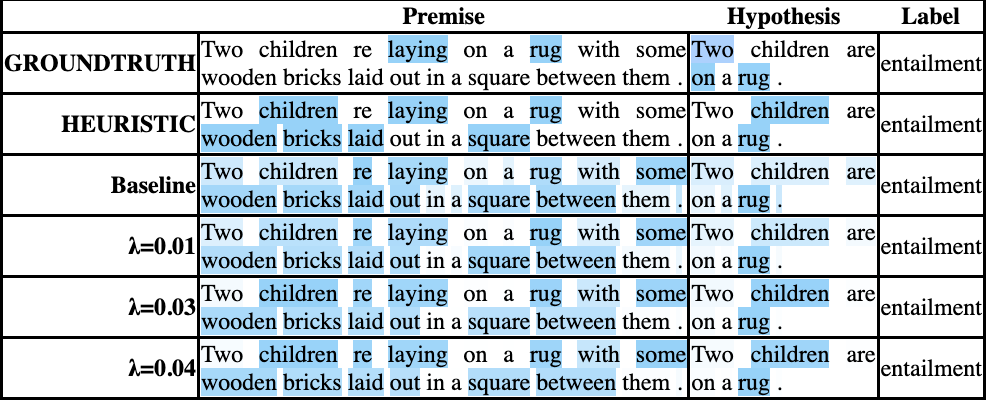 Premise Hypothesis Label
GROUNDTRUTH Two children re laying on a rug with some wooden bricks laid out in a square between them . Two children are on a rug . entailment
HEURISTIC Two children re laying on a rug with some wooden bricks laid out in a square between them . Two children are on a rug . entailment
Baseline Two children re laying on a rug with some wooden bricks laid out in a square between them . Two children are on a rug . entailment
λ=0.01 Two children re laying on a rug with some wooden bricks laid out in a square between them . Two children are on a rug . entailment
λ=0.03 Two children re laying on a rug with some wooden bricks laid out in a square between them . Two children are on a rug . entailment
λ=0.04 Two children re laying on a rug with some wooden bricks laid out in a square between them . Two children are on a rug . entailment